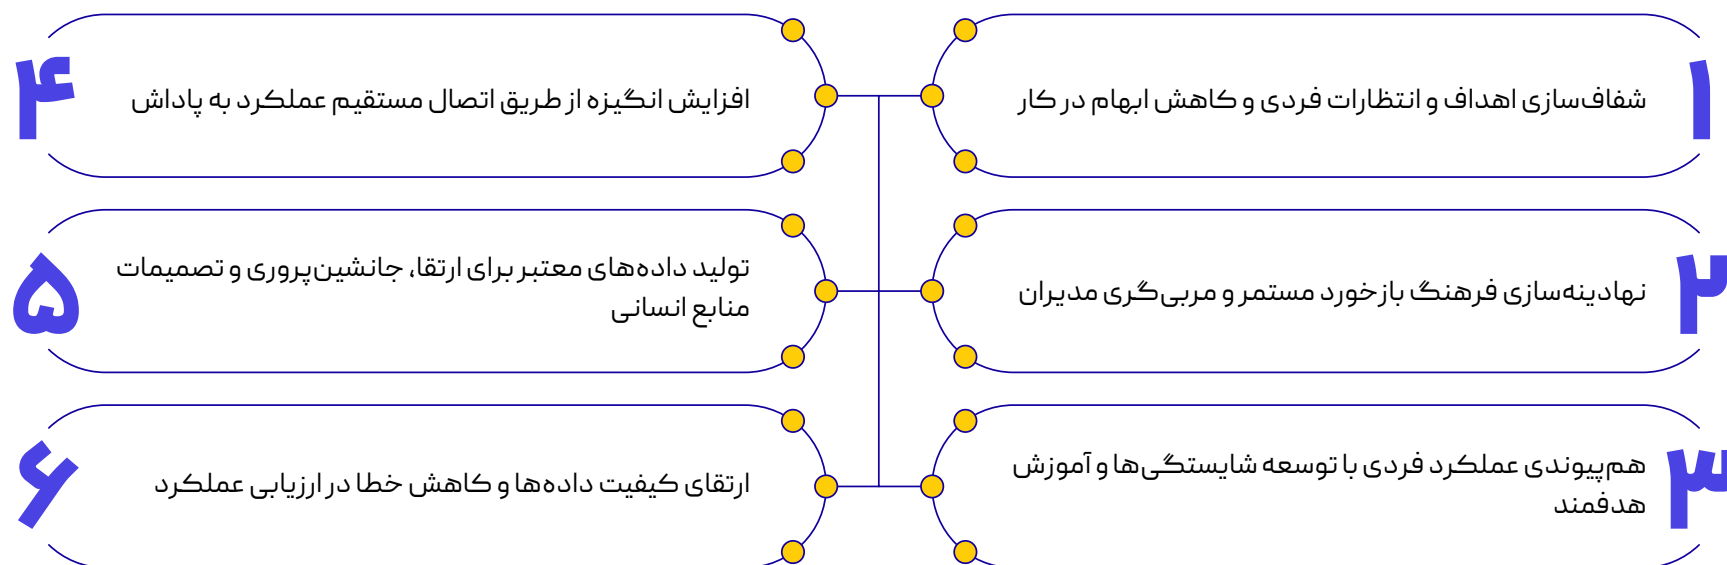 ۱
شفاف‌سازی اهداف و انتظارات فردی و کاهش ابهام در کار
۲
نهادینه‌سازی فرهنگ بازخورد مستمر و مربی‌گری مدیران
۳
هم‌پیوندی عملکرد فردی با توسعه شایستگی‌ها و آموزش
هدفمند
۴
افزایش انگیزه از طریق اتصال مستقیم عملکرد به پاداش
۵
تولید داده‌های معتبر برای ارتقا، جانشین‌پروری و تصمیمات
منابع انسانی
۶
ارتقای کیفیت داده‌ها و کاهش خطا در ارزیابی عملکرد